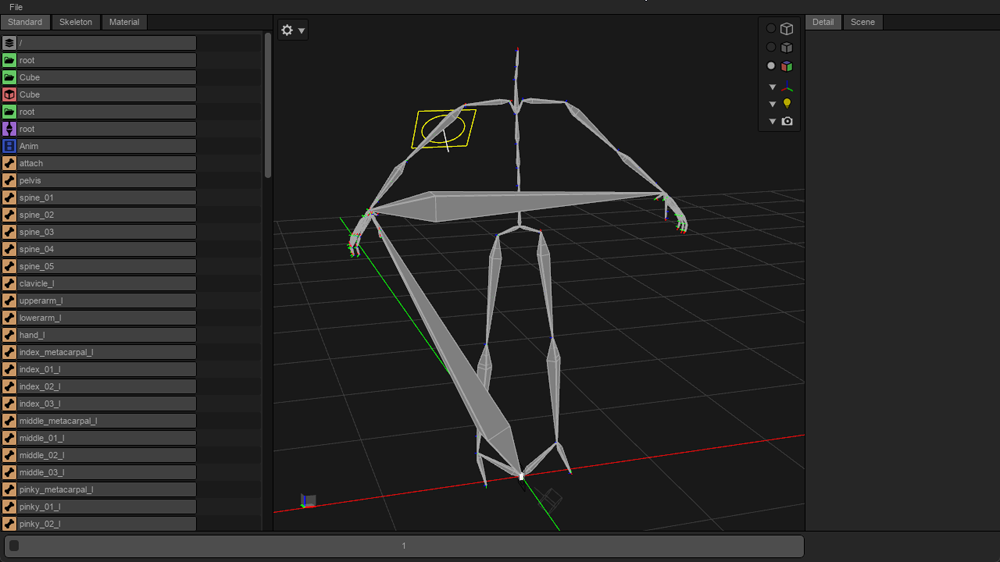 File
Standard Skeleton Material
Detail Scene
/
root
Cube
Cube
root
root
Anim
attach
pelvis
spine_01
spine_02
spine_03
spine_04
spine_05
clavicle_l
upperarm_l
lowerarm_l
hand_l
index_metacarpal_l
index_01_l
index_02_l
index_03_l
middle_metacarpal_l
middle_01_l
middle_02_l
middle_03_l
pinky_metacarpal_l
pinky_01_l
pinky_02_l
1